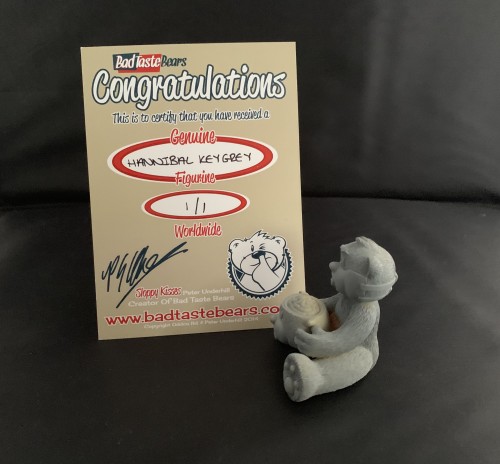 BadTasteBears
Congratulations
This is to certify that you have received a
Genuine
HANNIBAL KEYGREY
Figurine
1/1
Worldwide
Sloppy Kisses Peter Underhill
Creator Of Bad Taste Bears
www.badtastebears.co